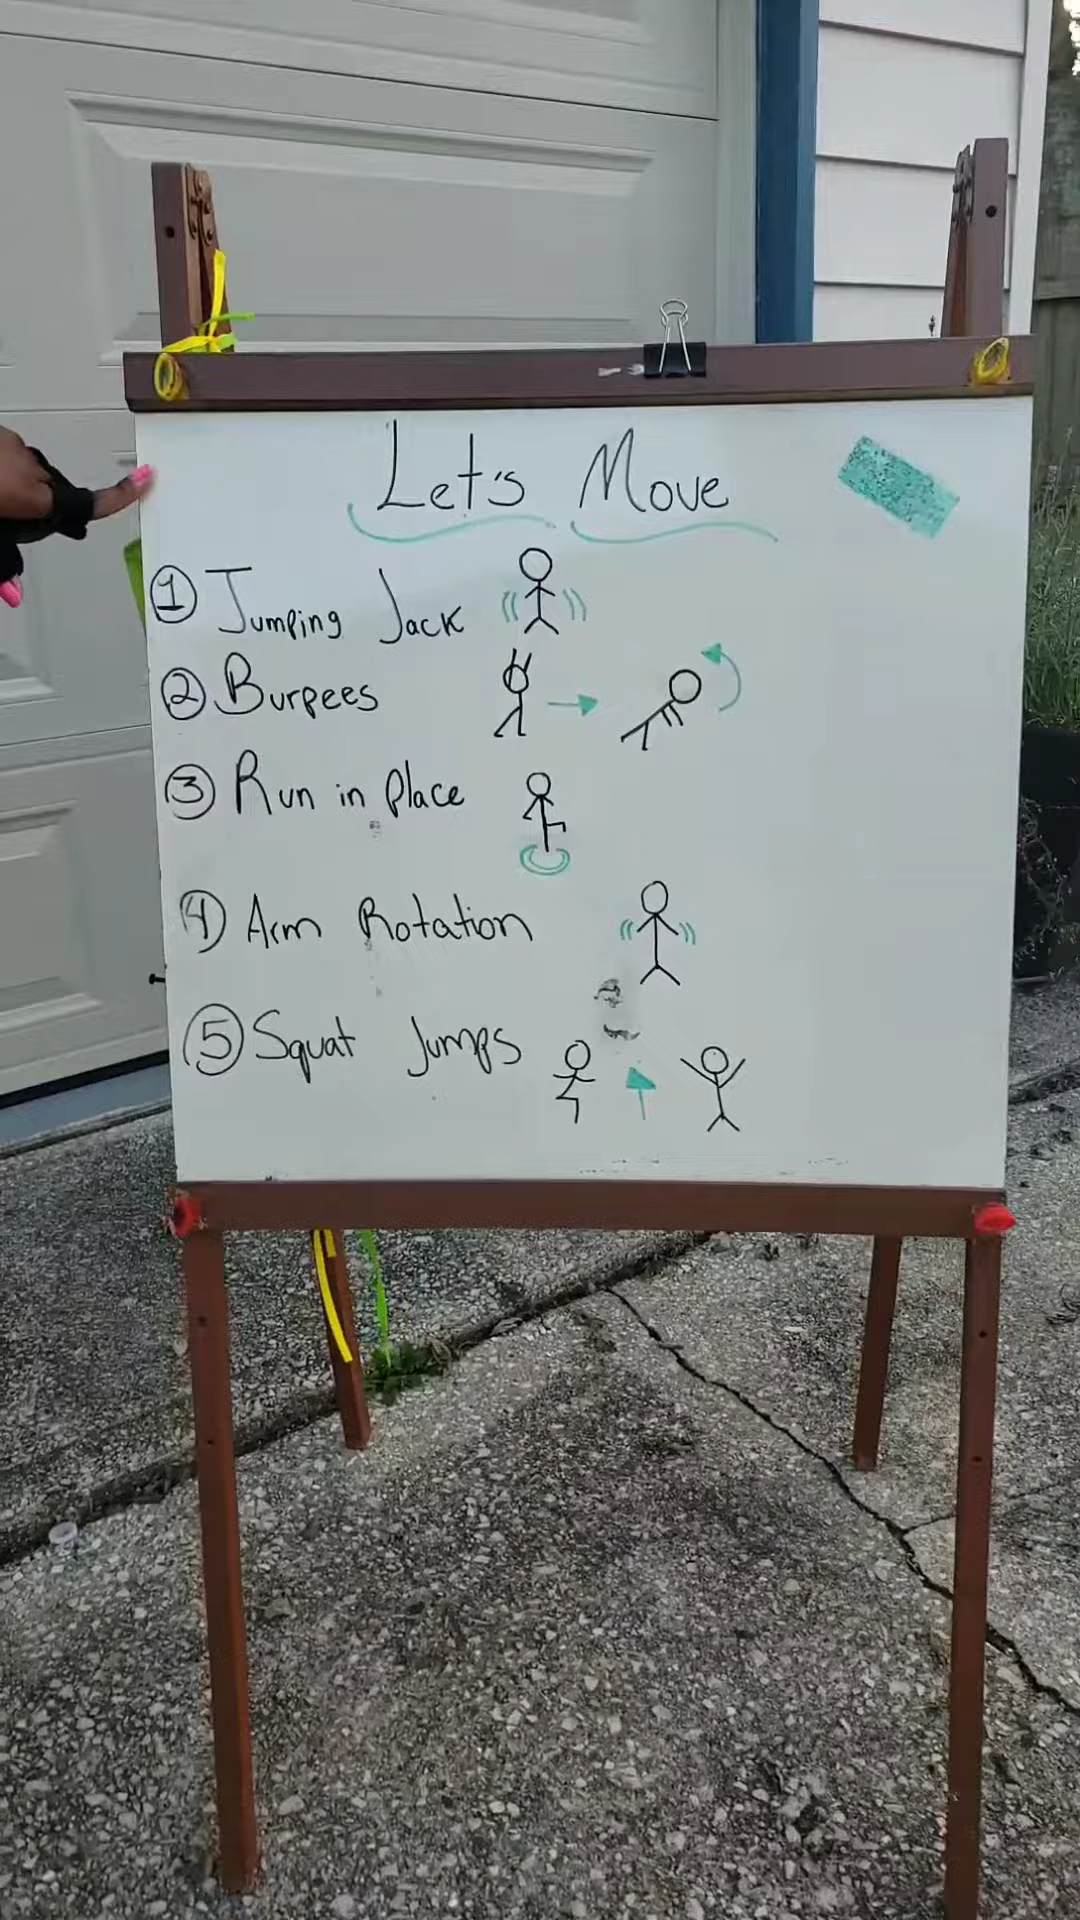 Let's Move
1 Jumping Jack
2 Burpees
3 Run in Place
4 Arm Rotation
5 Squat Jumps